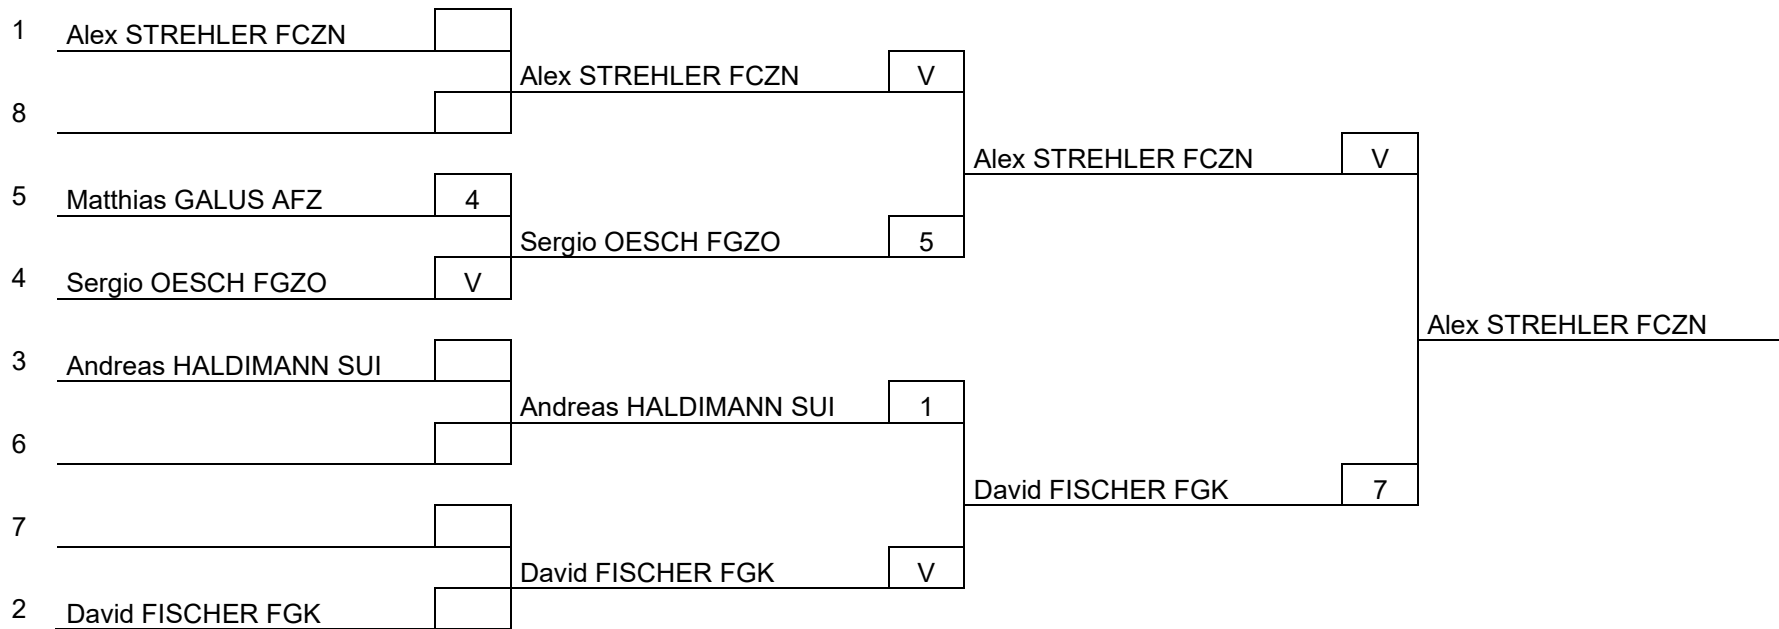 1 Alex STREHLER FCZN
Alex STREHLER FCZN V
8
Alex STREHLER FCZN V
5 Matthias GALUS AFZ 4
Sergio OESCH FGZO 5
4 Sergio OESCH FGZO V
Alex STREHLER FCZN
3 Andreas HALDIMANN SUI
Andreas HALDIMANN SUI 1
6
David FISCHER FGK 7
7
David FISCHER FGK V
2 David FISCHER FGK